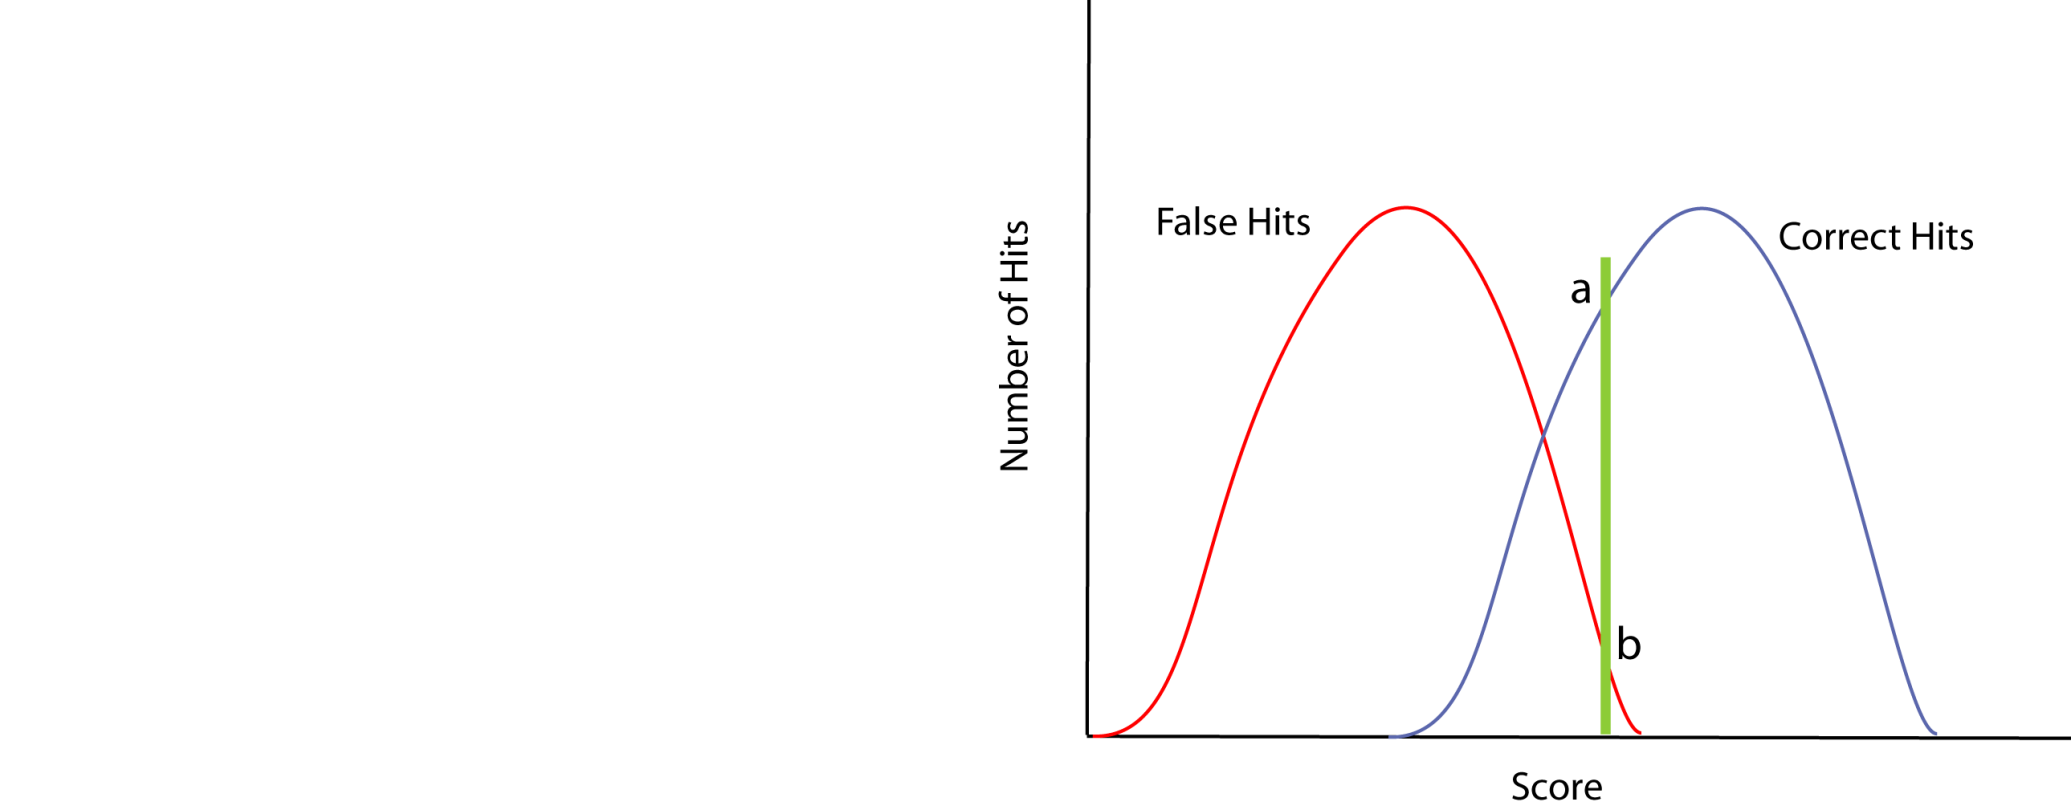 False Hits
Correct Hits
a
Number of Hits
b
Score